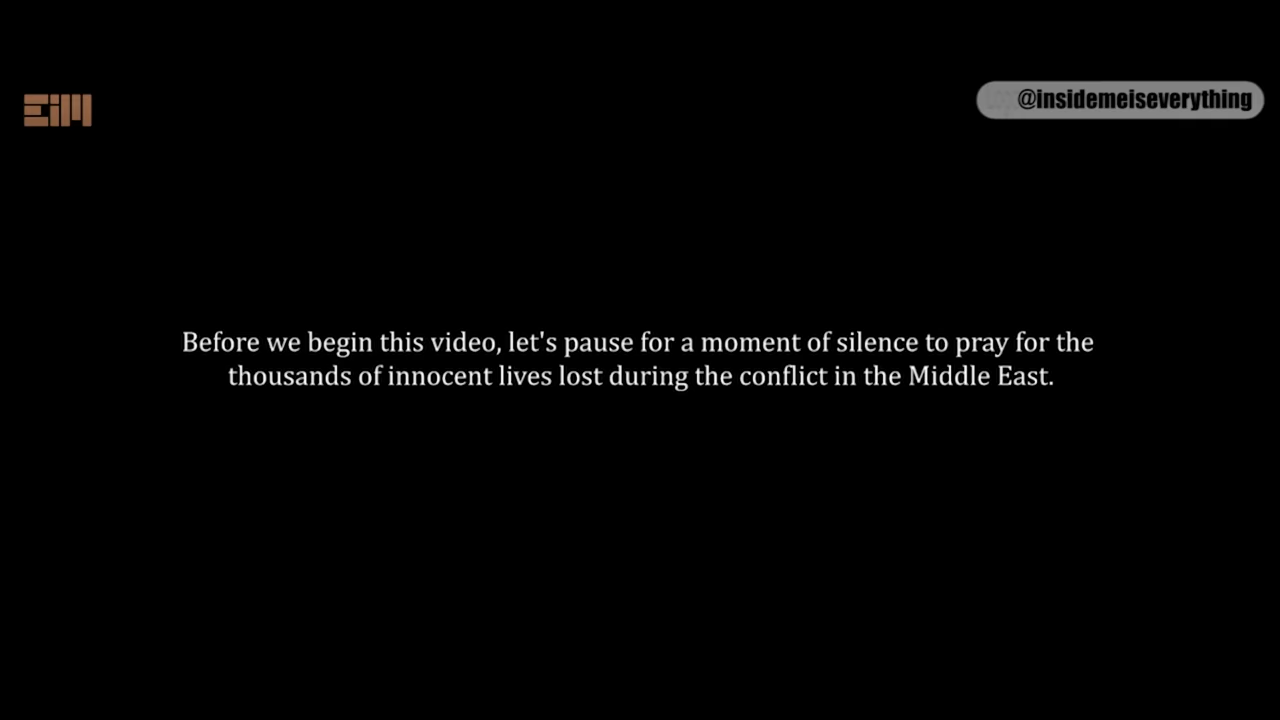 EiM
@insidemeiseverything
Before we begin this video, let's pause for a moment of silence to pray for the
thousands of innocent lives lost during the conflict in the Middle East.